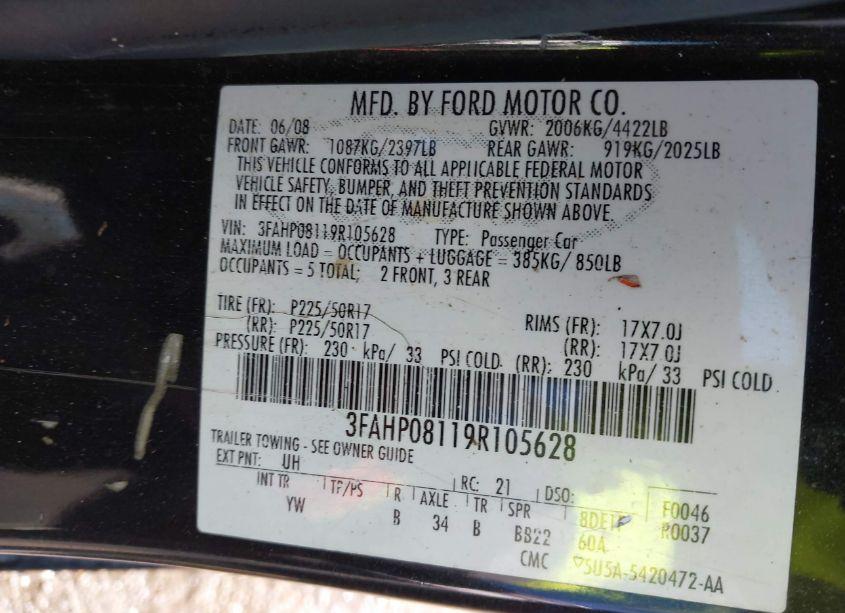 MFD. BY FORD MOTOR CO.
DATE: 06/08 GVWR: 2006KG/4422LB
FRONT GAWR: 1087KG/2397LB REAR GAWR: 919KG/2025LB
THIS VEHICLE CONFORMS TO ALL APPLICABLE FEDERAL MOTOR
VEHICLE SAFETY, BUMPER, AND THEFT PREVENTION STANDARDS
IN EFFECT ON THE DATE OF MANUFACTURE SHOWN ABOVE.
VIN: 3FAHP08119R105628 TYPE: Passenger Car
MAXIMUM LOAD = OCCUPANTS + LUGGAGE = 385KG/ 850LB
OCCUPANTS = 5 TOTAL; 2 FRONT, 3 REAR
TIRE (FR): P225/50R17 RIMS (FR): 17X7.0J
(RR): P225/50R17 (RR): 17X7.0J
PRESSURE (FR): 230 kPa/ 33 PSI COLD (RR): 230 kPa/ 33 PSI COLD
3FAHP08119R105628
TRAILER TOWING - SEE OWNER GUIDE
EXT PNT: UH RC: 21 DSO: F0046
INT TR TP/PS R AXLE TR SPR R0037
YW B 34 B BB22 60A
CMC 5U5A-5420472-AA